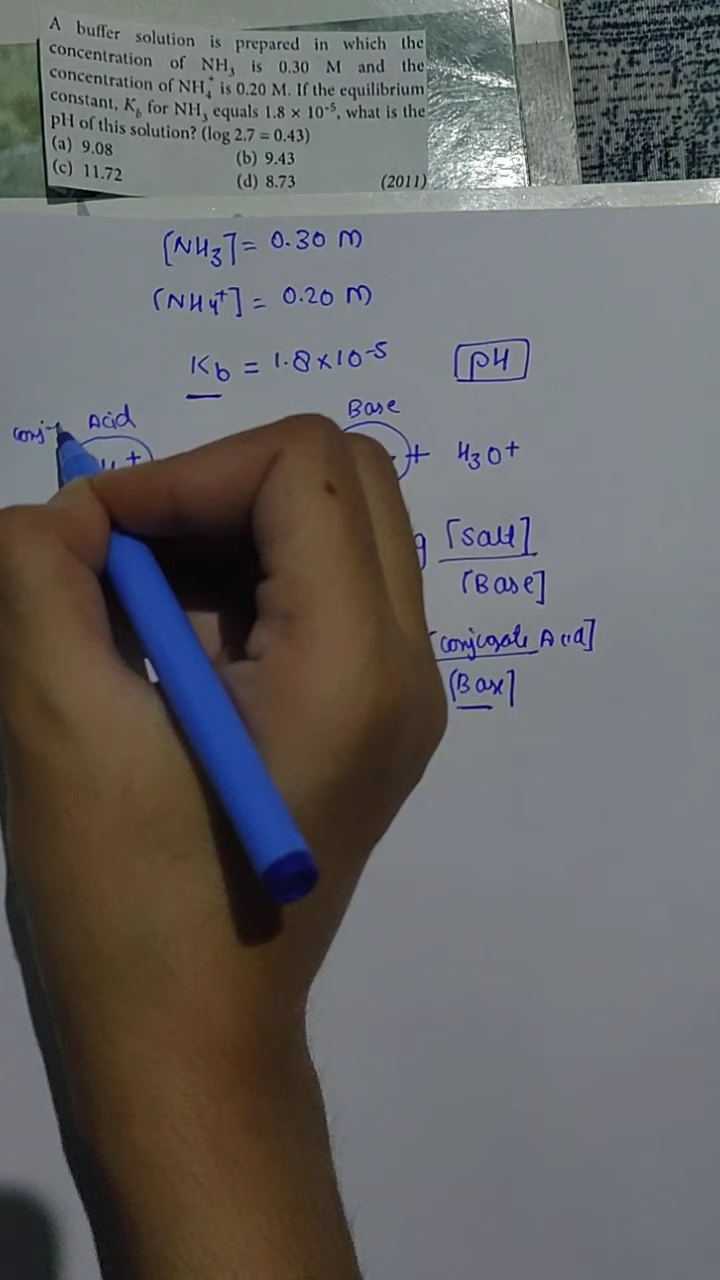 A buffer solution is prepared in which the
concentration of NH₃ is 0.30 M and the
concentration of NH₄⁺ is 0.20 M. If the equilibrium
constant, K_b for NH₃ equals 1.8 × 10⁻⁵, what is the
pH of this solution? (log 2.7 = 0.43)
(a) 9.08 (b) 9.43
(c) 11.72 (d) 8.73 (2011)
[NH₃] = 0.30 M
[NH₄⁺] = 0.20 M
K_b = 1.8×10⁻⁵ pH
Acid Base
Conj
+ + H₃O⁺
[Salt]
[Base]
[conjugate Acid]
[Base]